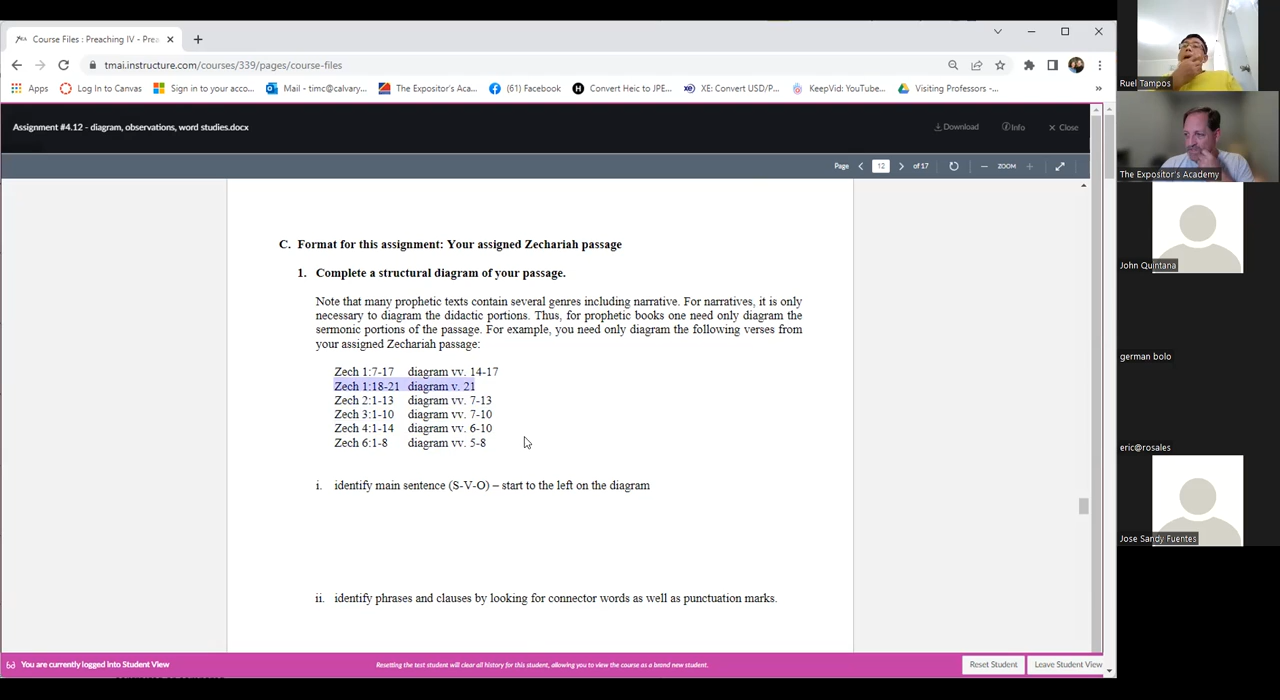 Course Files : Preaching IV - Prea
tmai.instructure.com/courses/339/pages/course-files
Apps
Log In to Canvas
Sign in to your acco...
Mail - timc@calvary...
The Expositor's Aca...
(61) Facebook
Convert Heic to JPE...
XE: Convert USD/P...
KeepVid: YouTube...
Visiting Professors -...
»
Assignment #4.12 - diagram, observations, word studies.docx
Download
Info
Close
Page
12
of 17
ZOOM
C. Format for this assignment: Your assigned Zechariah passage
1. Complete a structural diagram of your passage.
Note that many prophetic texts contain several genres including narrative. For narratives, it is only
necessary to diagram the didactic portions. Thus, for prophetic books one need only diagram the
sermonic portions of the passage. For example, you need only diagram the following verses from
your assigned Zechariah passage:
Zech 1:7-17 diagram vv. 14-17
Zech 1:18-21 diagram v. 21
Zech 2:1-13 diagram vv. 7-13
Zech 3:1-10 diagram vv. 7-10
Zech 4:1-14 diagram vv. 6-10
Zech 6:1-8 diagram vv. 5-8
i. identify main sentence (S-V-O) – start to the left on the diagram
ii. identify phrases and clauses by looking for connector words as well as punctuation marks.
You are currently logged into Student View
Resetting the test student will clear all history for this student, allowing you to view the course as a brand new student.
Reset Student
Leave Student View
Ruel Tampos
The Expositor's Academy
John Quintana
german bolo
eric@rosales
Jose Sandy Fuentes